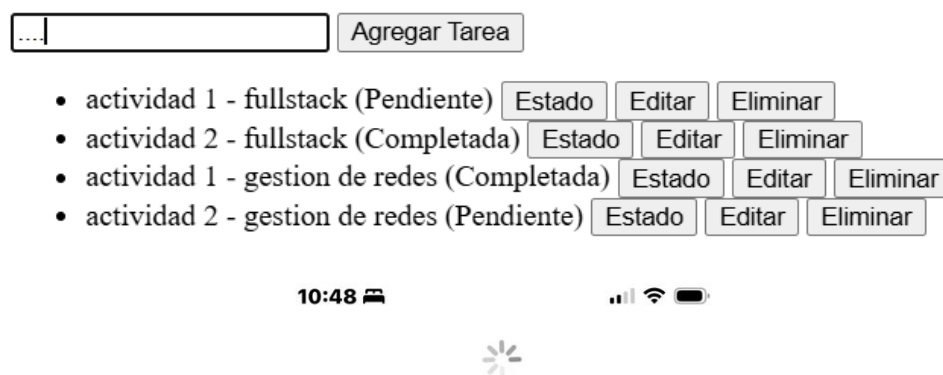 .... Agregar Tarea
actividad 1 - fullstack (Pendiente) Estado Editar Eliminar
actividad 2 - fullstack (Completada) Estado Editar Eliminar
actividad 1 - gestion de redes (Completada) Estado Editar Eliminar
actividad 2 - gestion de redes (Pendiente) Estado Editar Eliminar
10:48